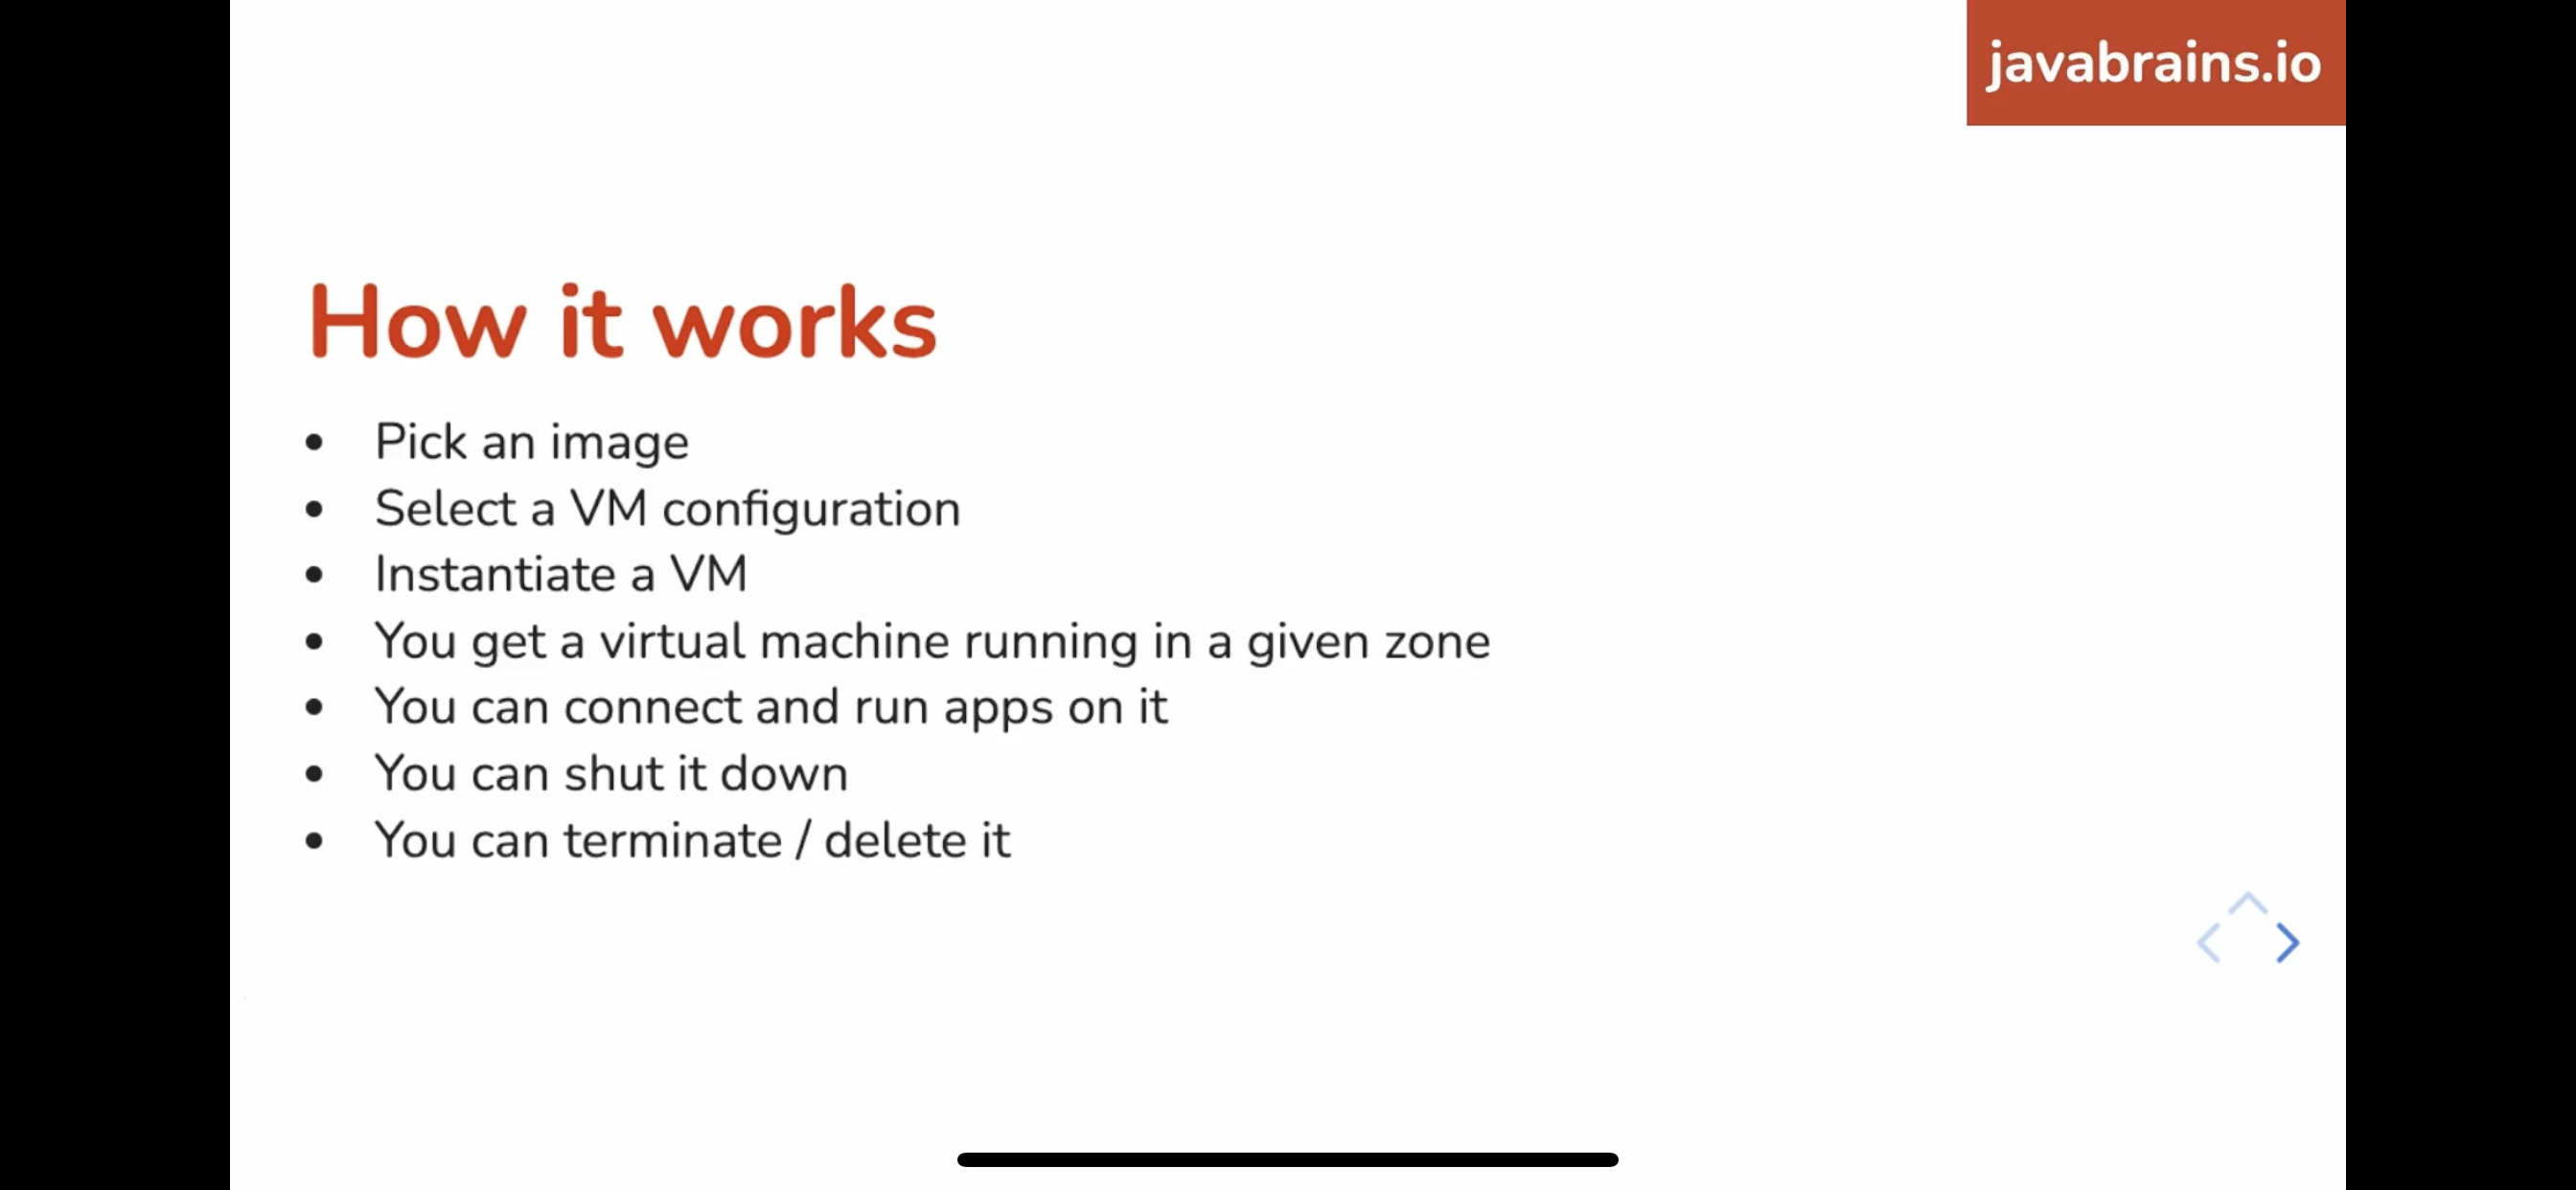 javabrains.io
How it works
• Pick an image
• Select a VM configuration
• Instantiate a VM
• You get a virtual machine running in a given zone
• You can connect and run apps on it
• You can shut it down
• You can terminate / delete it